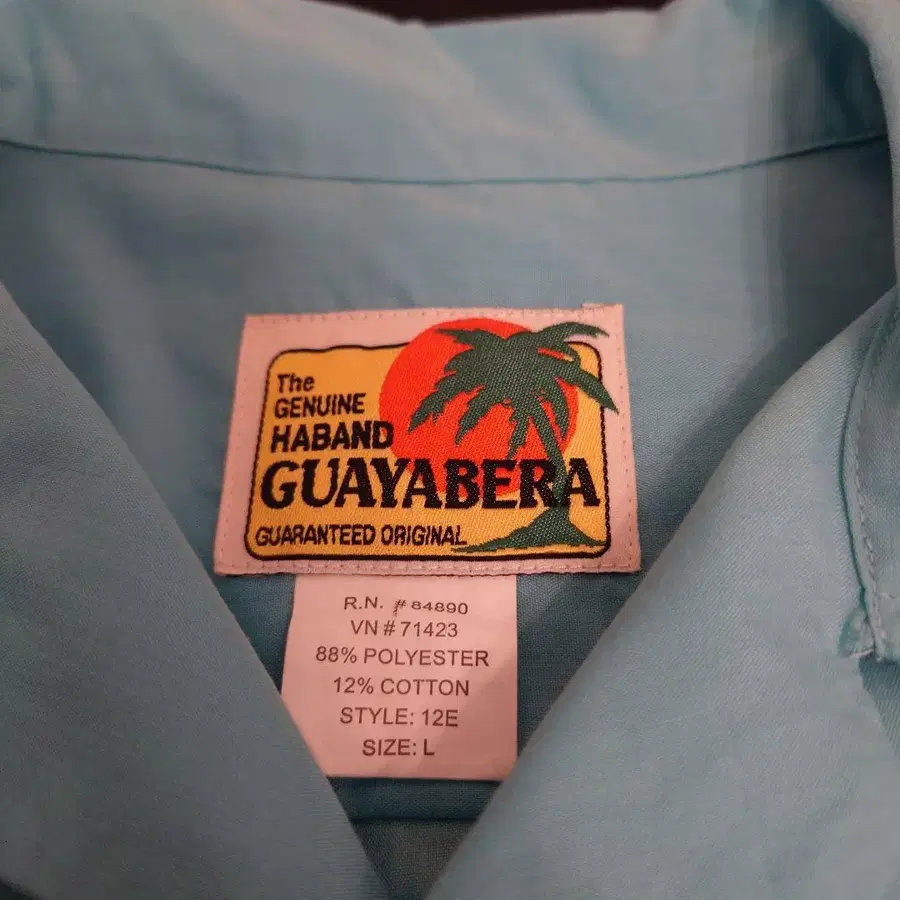 The
GENUINE
HABAND
GUAYABERA
GUARANTEED ORIGINAL
R.N. #84890
VN # 71423
88% POLYESTER
12% COTTON
STYLE: 12E
SIZE: L